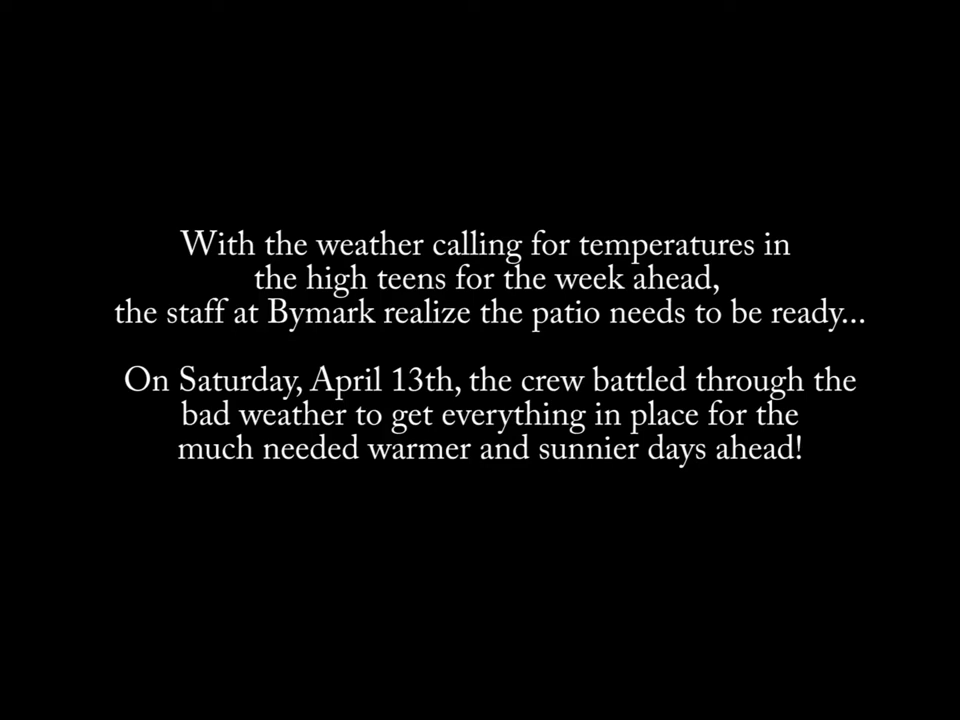 With the weather calling for temperatures in
the high teens for the week ahead,
the staff at Bymark realize the patio needs to be ready...
On Saturday, April 13th, the crew battled through the
bad weather to get everything in place for the
much needed warmer and sunnier days ahead!